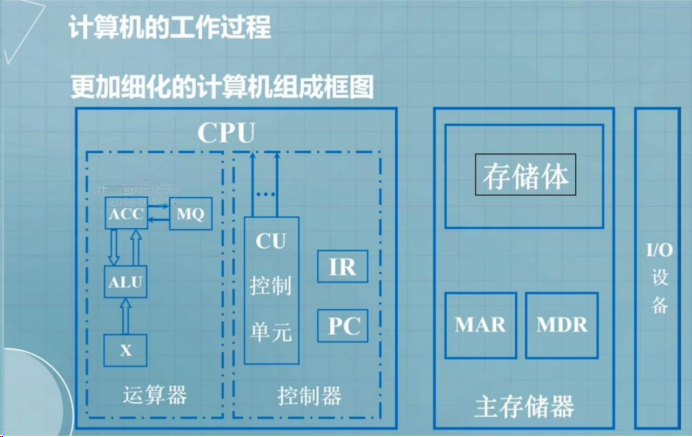 计算机的工作过程
更加细化的计算机组成框图
CPU
ACC
MQ
ALU
X
运算器
CU
控制
单元
IR
PC
控制器
存储体
MAR
MDR
主存储器
I/O
设
备